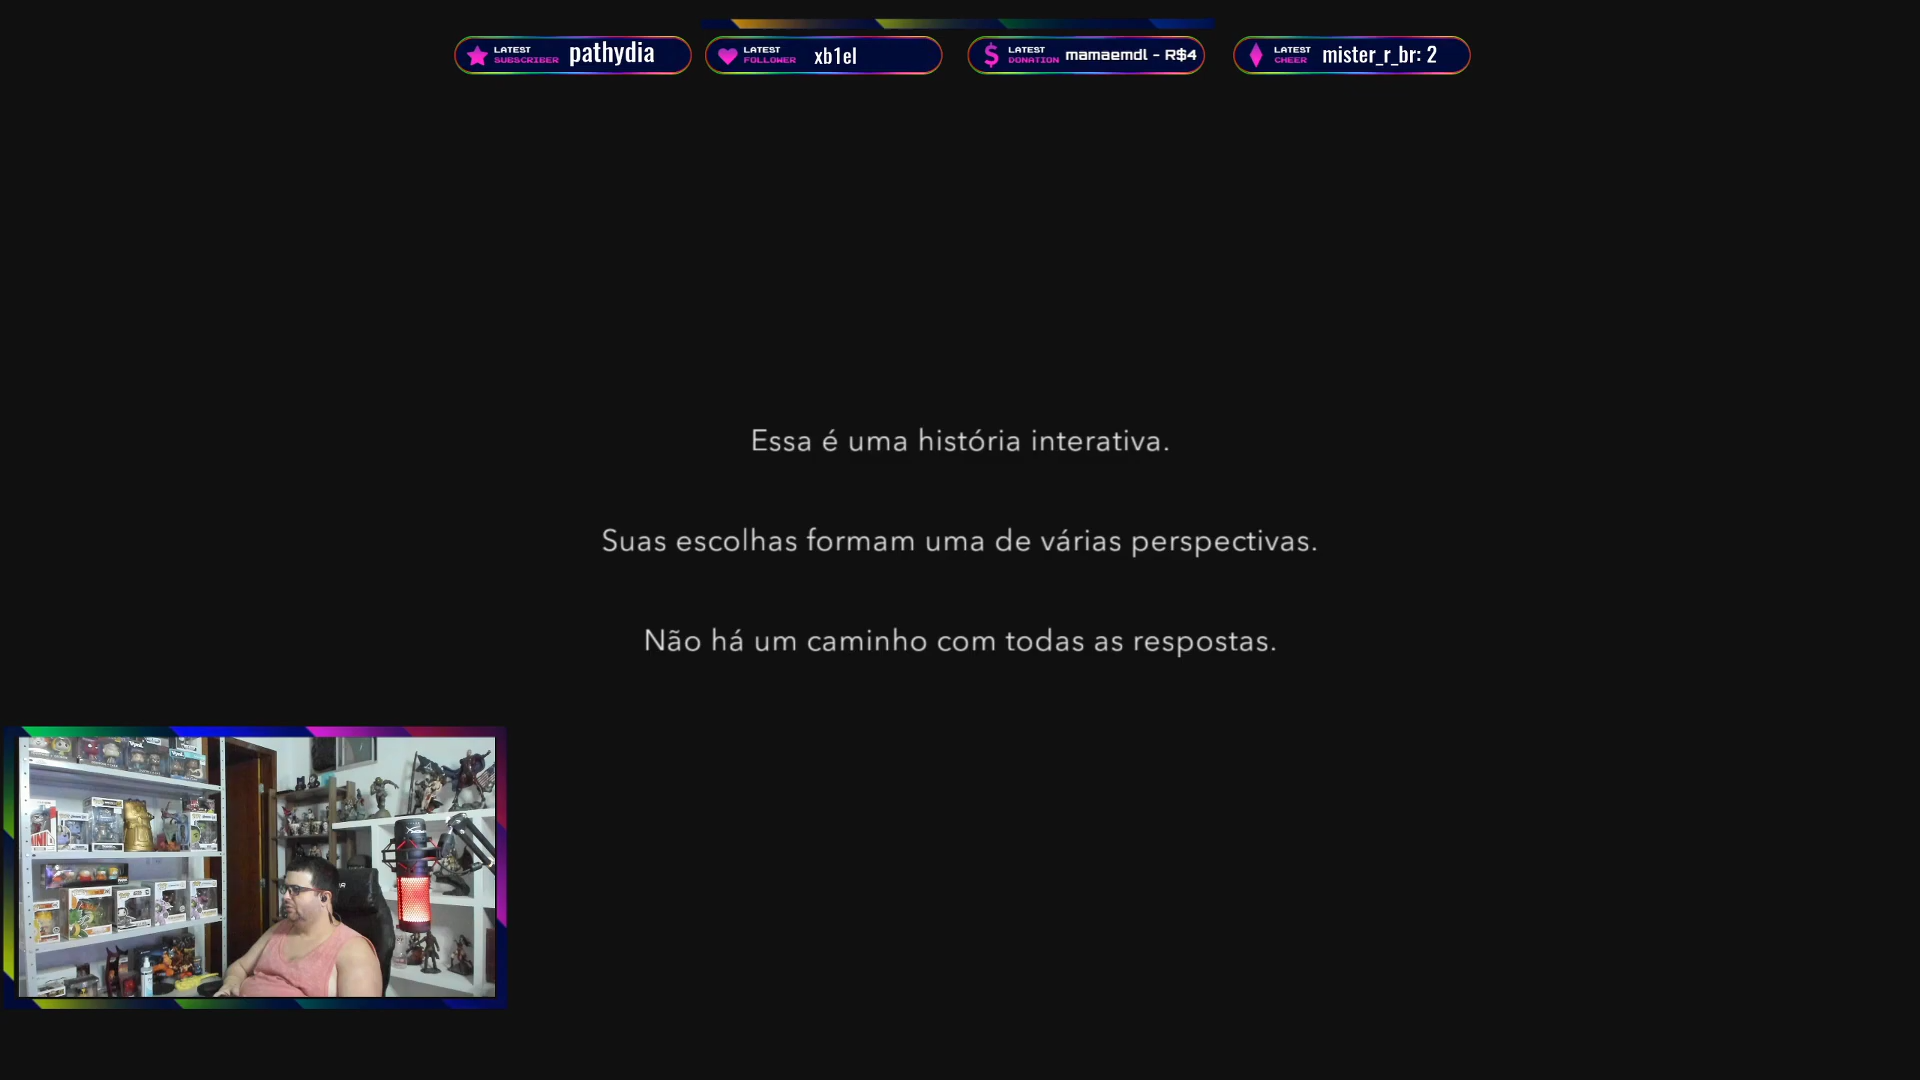 LATEST
SUBSCRIBER
pathydia
LATEST
FOLLOWER
xb1el
LATEST
DONATION
mamaemdl - R$4
LATEST
CHEER
mister_r_br: 2
Essa é uma história interativa.
Suas escolhas formam uma de várias perspectivas.
Não há um caminho com todas as respostas.